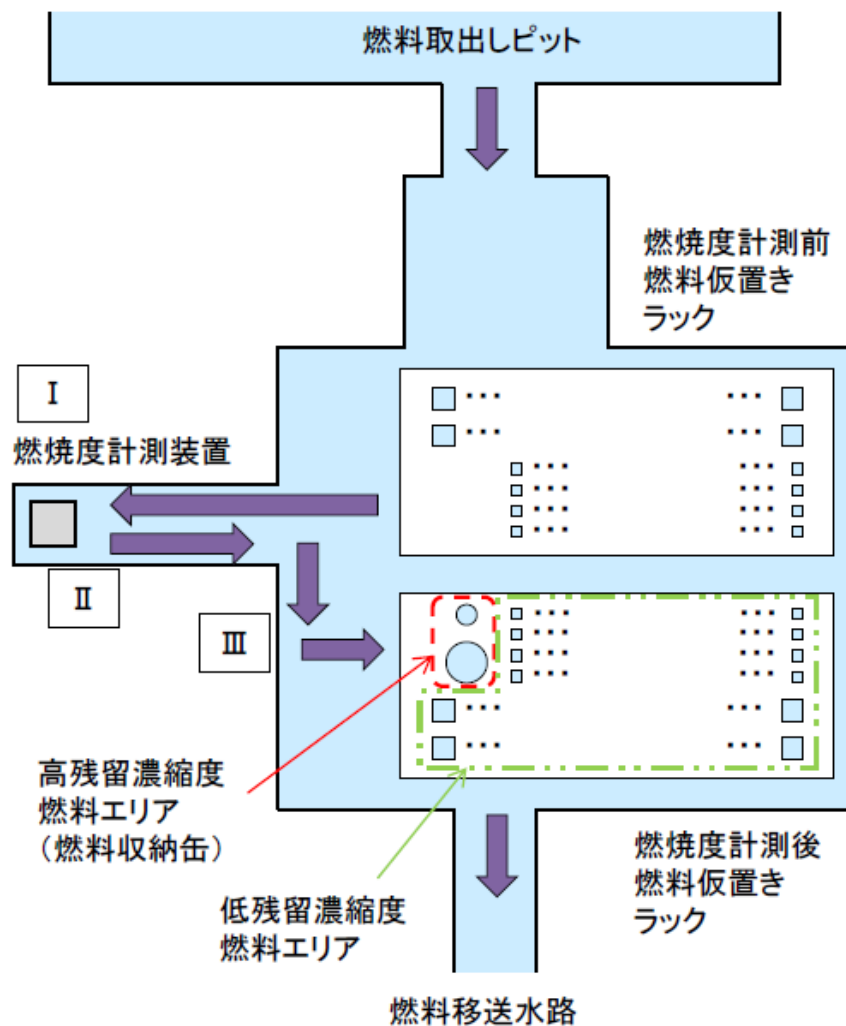 燃料取出しピット
燃焼度計測前
燃料仮置き
ラック
Ⅰ
燃焼度計測装置
Ⅱ
Ⅲ
高残留濃縮度
燃料エリア
（燃料収納缶）
低残留濃縮度
燃料エリア
燃焼度計測後
燃料仮置き
ラック
燃料移送水路